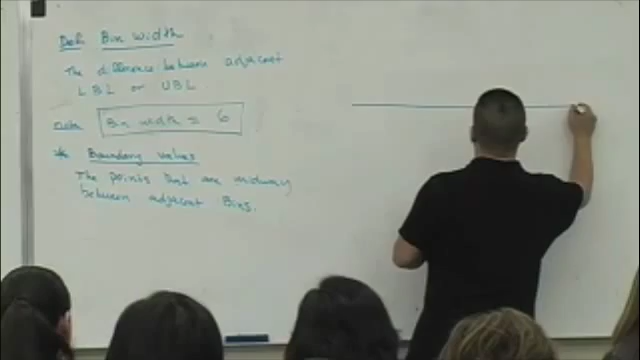 Def Bin width
The difference between adjacent
LBL or UBL
Note Bin width = 6
* Boundary values
The points that are midway
between adjacent Bins.